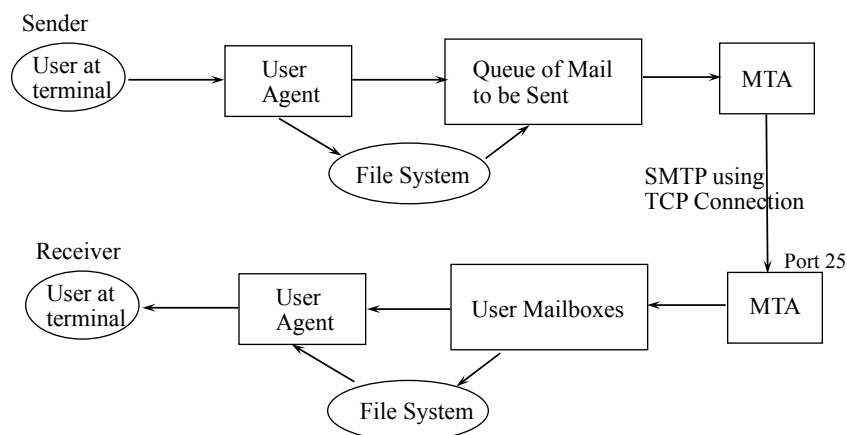 Sender
User at
terminal
User
Agent
Queue of Mail
to be Sent
MTA
File System
SMTP using
TCP Connection
Receiver
Port 25
User at
terminal
User
Agent
User Mailboxes
MTA
File System